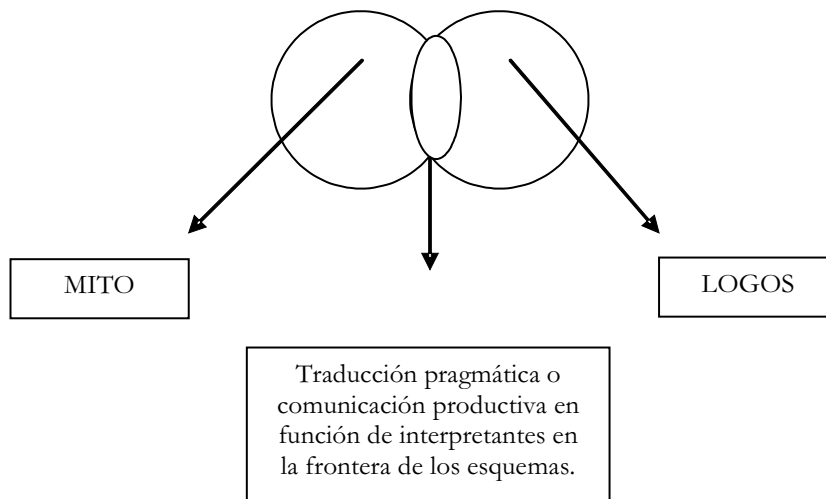 MITO
LOGOS
Traducción pragmática o
comunicación productiva en
función de interpretantes en
la frontera de los esquemas.